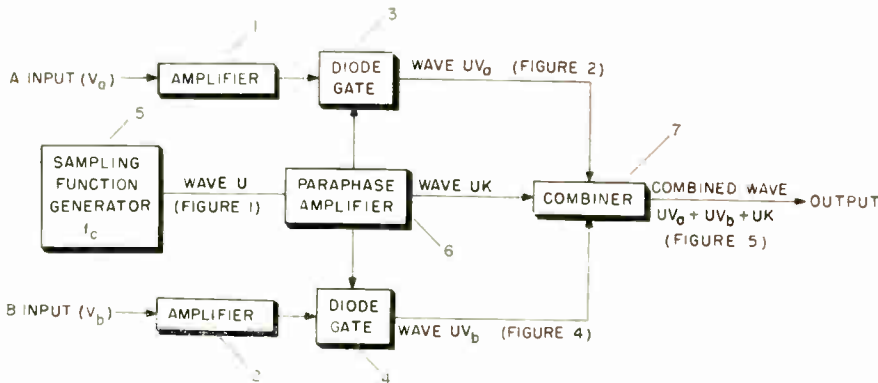 1
3
A INPUT (Va)
AMPLIFIER
DIODE
GATE
WAVE UVa (FIGURE 2)
5
7
SAMPLING
FUNCTION
GENERATOR
fc
WAVE U
(FIGURE 1)
PARAPHASE
AMPLIFIER
WAVE UK
COMBINER
COMBINED WAVE
UVa + UVb + UK
(FIGURE 5)
OUTPUT
6
B INPUT (Vb)
AMPLIFIER
DIODE
GATE
WAVE UVb (FIGURE 4)
2
4